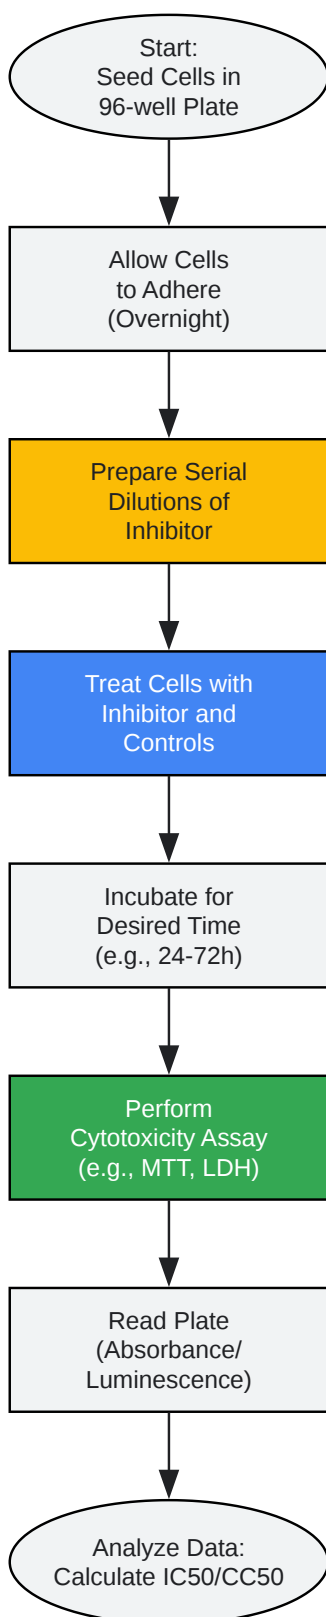 Start:
Seed Cells in
96-well Plate
Allow Cells
to Adhere
(Overnight)
Prepare Serial
Dilutions of
Inhibitor
Treat Cells with
Inhibitor and
Controls
Incubate for
Desired Time
(e.g., 24-72h)
Perform
Cytotoxicity Assay
(e.g., MTT, LDH)
Read Plate
(Absorbance/
Luminescence)
Analyze Data:
Calculate IC50/CC50